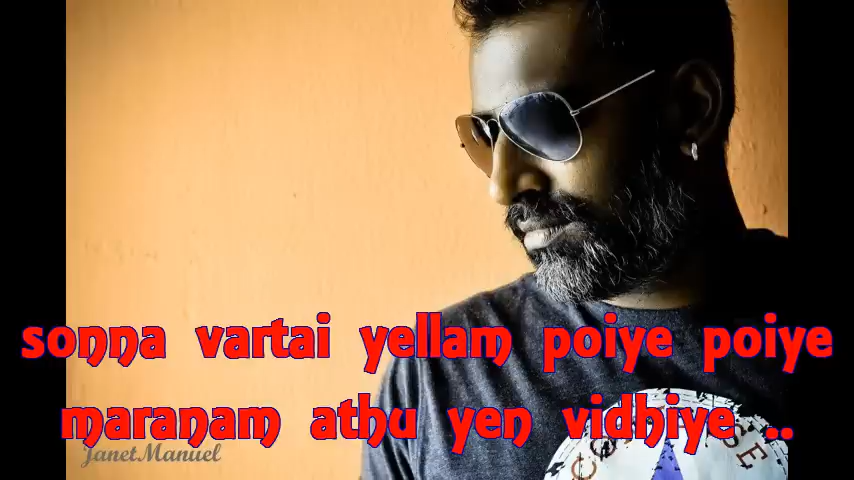 sonna vartai yellam poiye poiye
maranam athu yen vidhiye ..
JanetManuel